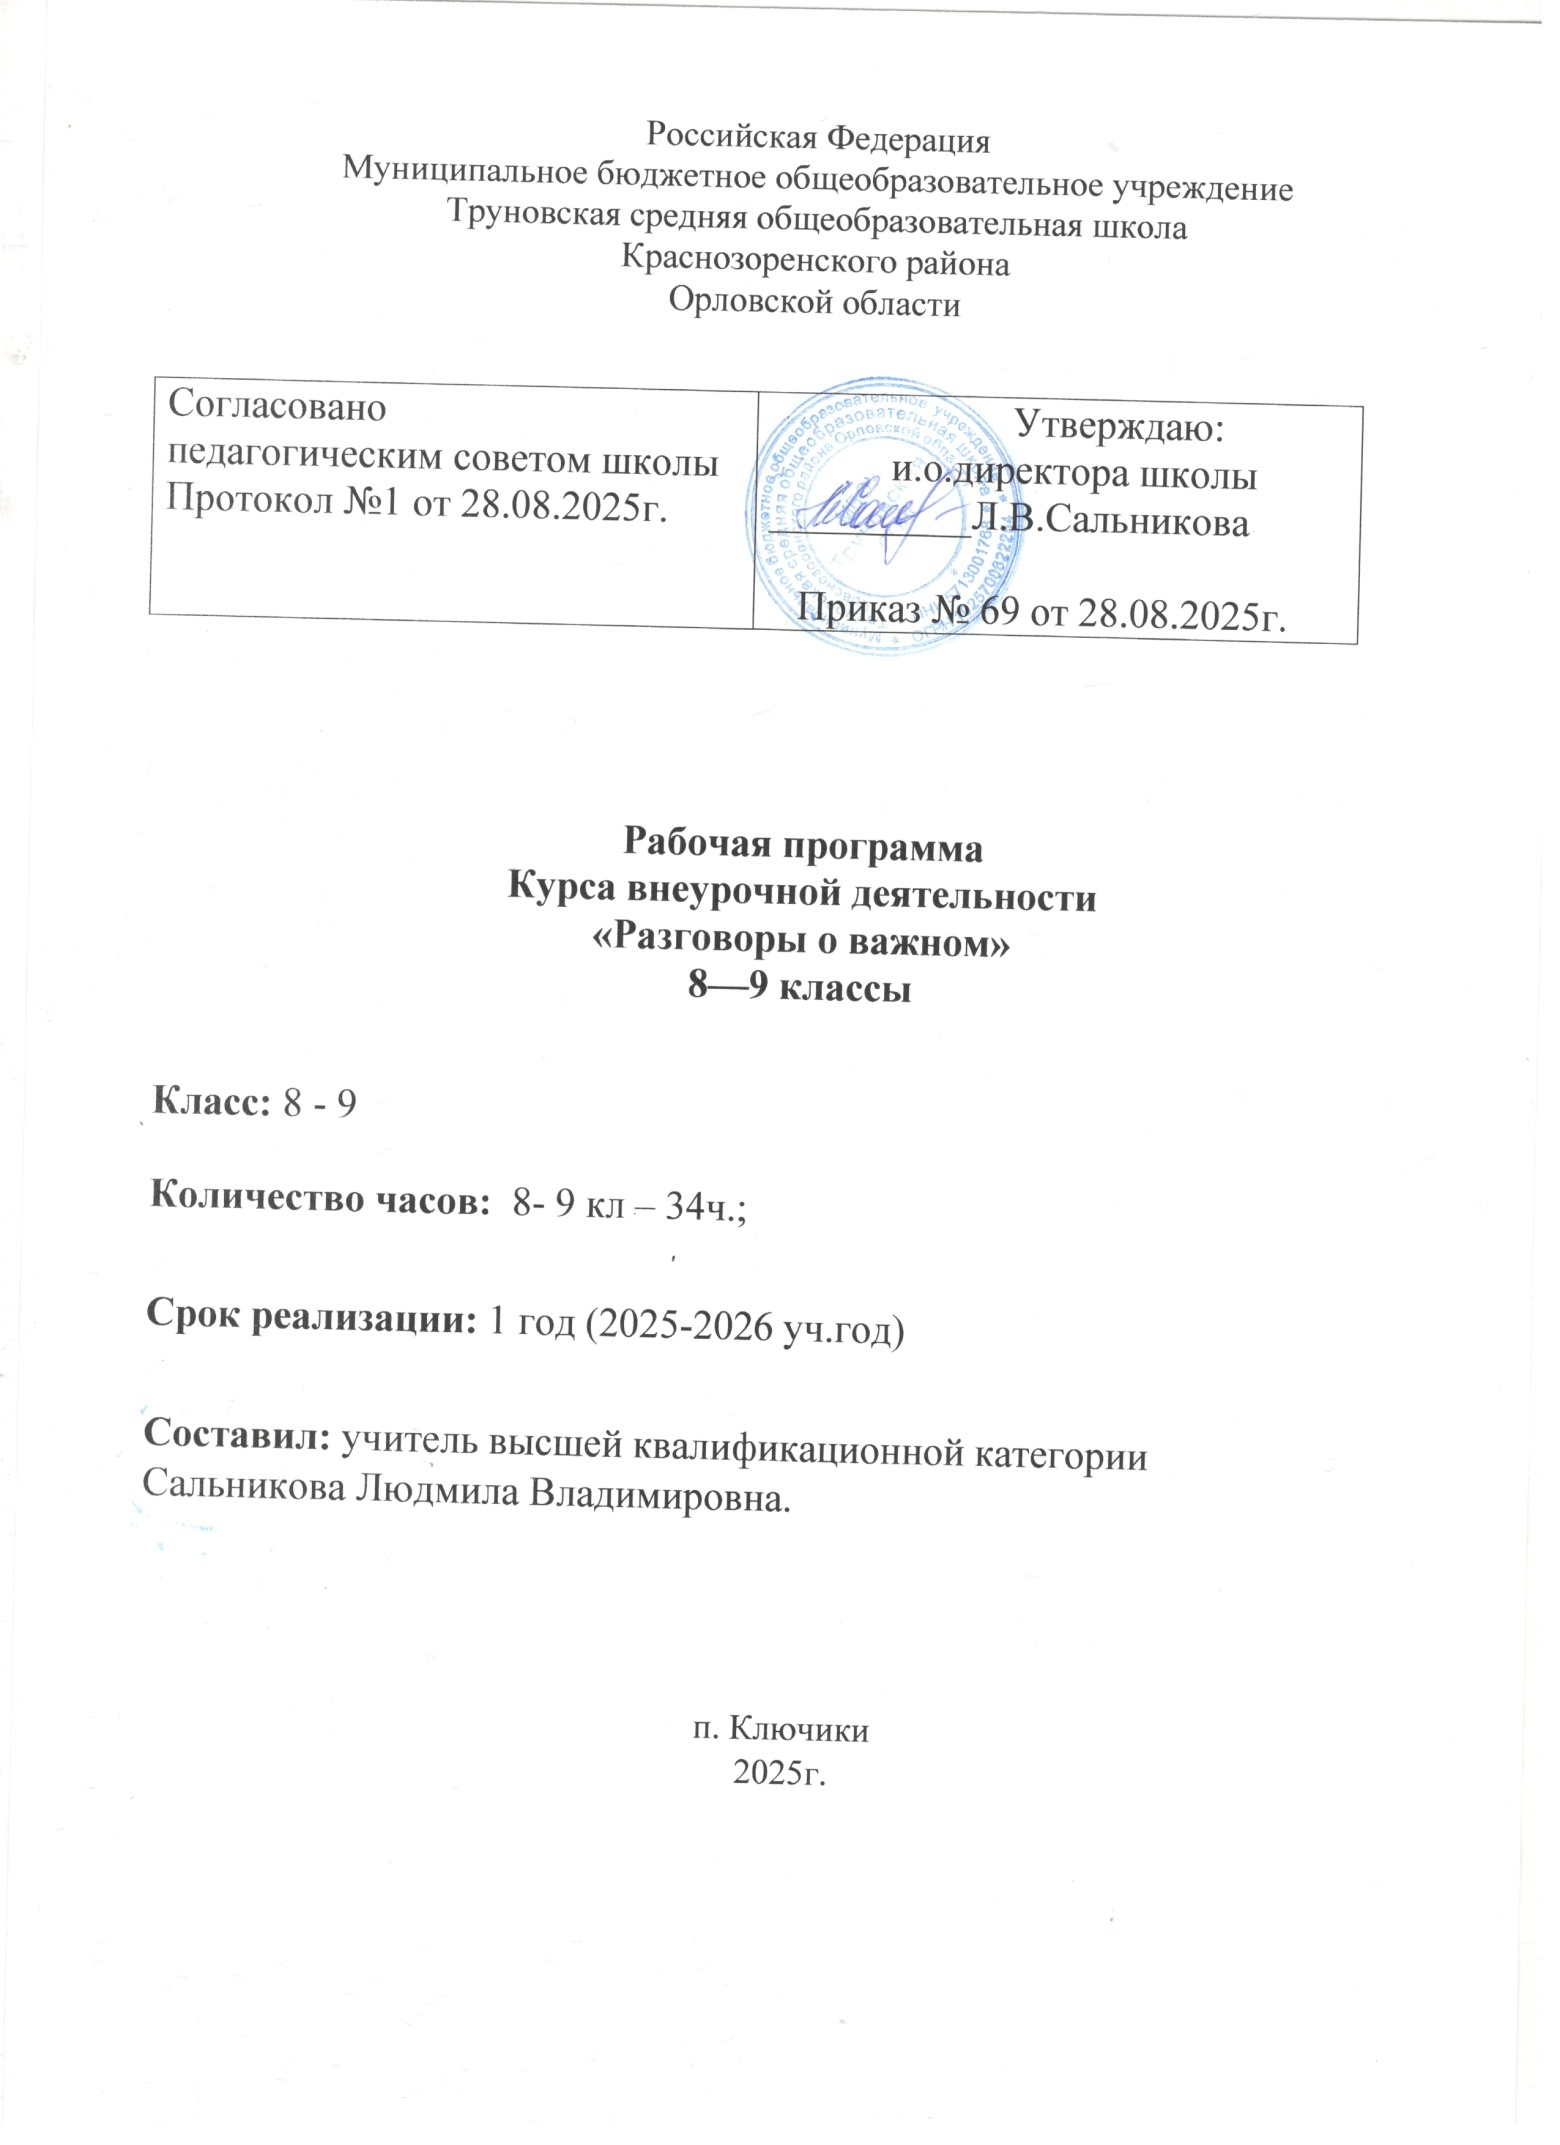 Российская Федерация
Муниципальное бюджетное общеобразовательное учреждение
Труновская средняя общеобразовательная школа
Краснозоренского района
Орловской области
Согласовано
педагогическим советом школы
Протокол №1 от 28.08.2025г.
Утверждаю:
и.о.директора школы
__________Л.В.Сальникова
Приказ № 69 от 28.08.2025г.
Рабочая программа
Курса внеурочной деятельности
«Разговоры о важном»
8—9 классы
Класс: 8 - 9
Количество часов:  8- 9 кл – 34ч.;
Срок реализации: 1 год (2025-2026 уч.год)
Составил: учитель высшей квалификационной категории
Сальникова Людмила Владимировна.
п. Ключики
2025г.